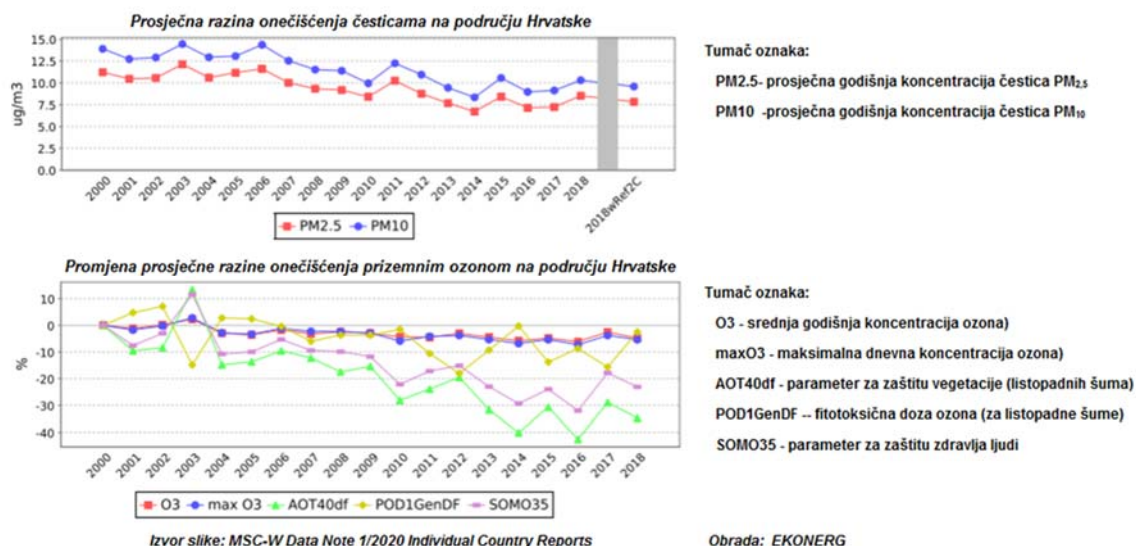 Prosječna razina onečišćenja česticama na području Hrvatske
15.0
12.5
10.0
7.5
5.0
2.5
0.0
ug/m3
2000 2001 2002 2003 2004 2005 2006 2007 2008 2009 2010 2011 2012 2013 2014 2015 2016 2017 2018 2018wRef2C
PM2.5 PM10
Tumač oznaka:
PM2.5- prosječna godišnja koncentracija čestica PM2,5
PM10 -prosječna godišnja koncentracija čestica PM10
Promjena prosječne razine onečišćenja prizemnim ozonom na području Hrvatske
10
0
-10
-20
-30
-40
%
2000 2001 2002 2003 2004 2005 2006 2007 2008 2009 2010 2011 2012 2013 2014 2015 2016 2017 2018
O3 max O3 AOT40df POD1GenDF SOMO35
Tumač oznaka:
O3 - srednja godišnja koncentracija ozona)
maxO3 - maksimalna dnevna koncentracija ozona)
AOT40df - parameter za zaštitu vegetacije (listopadnih šuma)
POD1GenDF -- fitotoksična doza ozona (za listopadne šume)
SOMO35 - parameter za zaštitu zdravlja ljudi
Izvor slike: MSC-W Data Note 1/2020 Individual Country Reports
Obrada: EKONERG